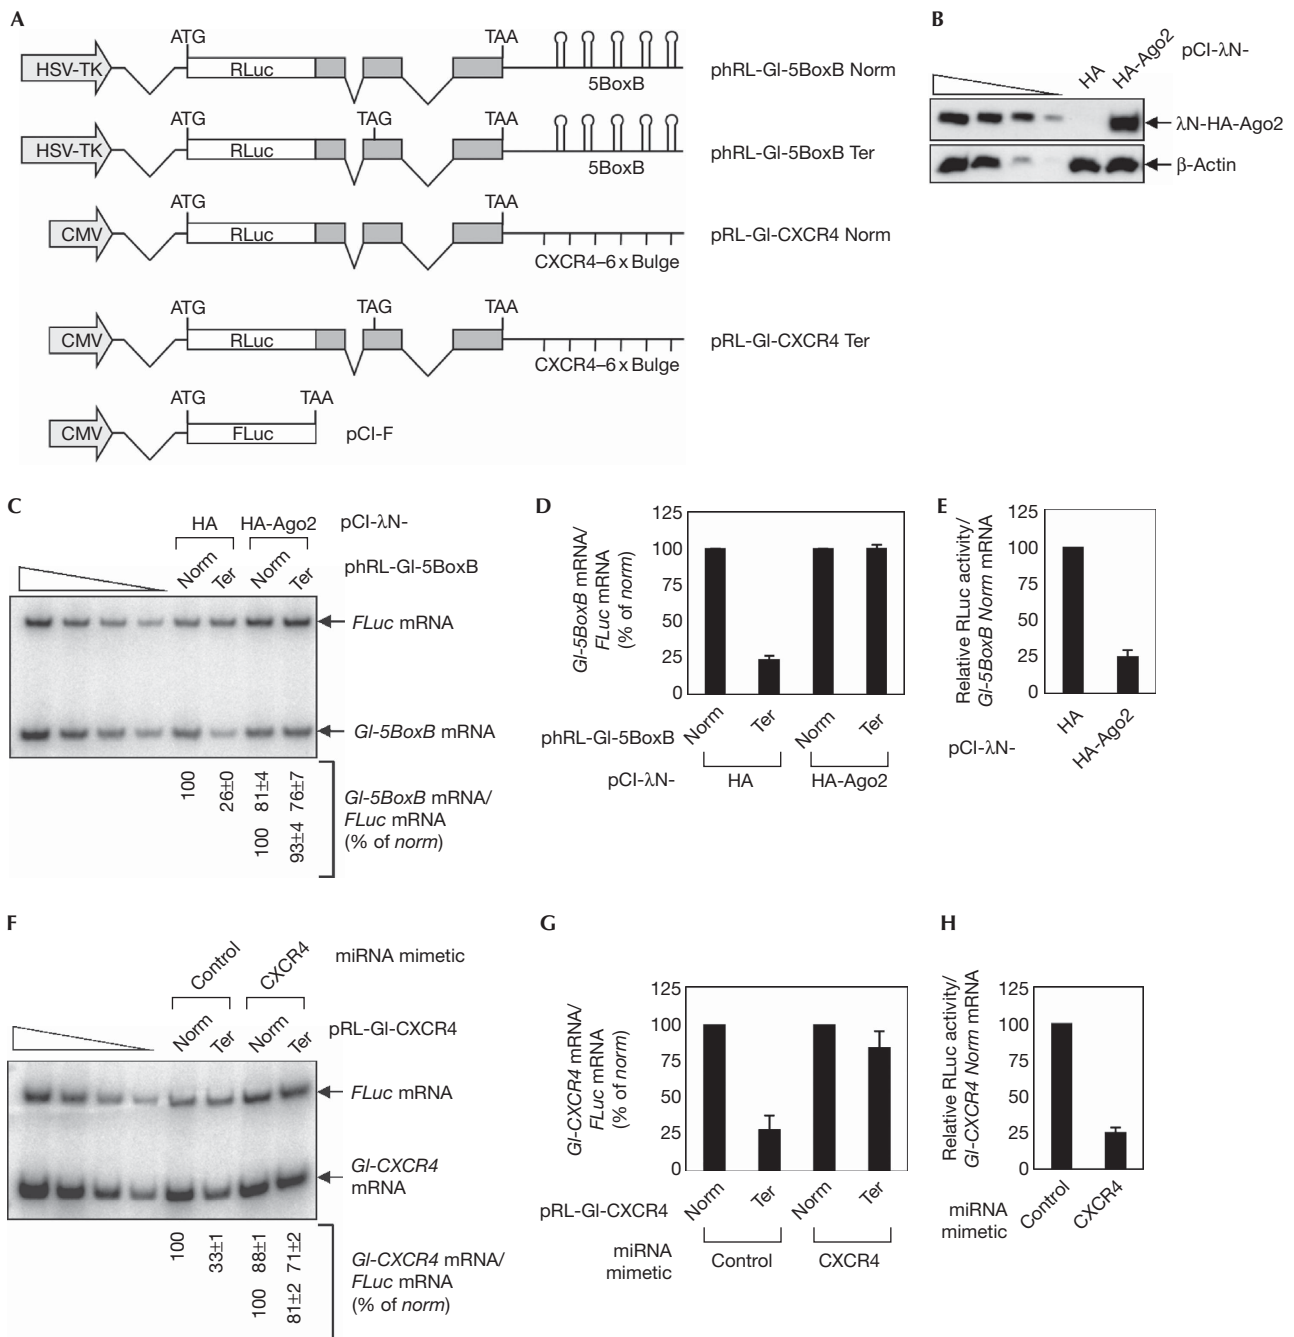 A
HSV-TK ATG RLuc TAA 5BoxB phRL-Gl-5BoxB Norm
HSV-TK ATG RLuc TAG TAA 5BoxB phRL-Gl-5BoxB Ter
CMV ATG RLuc TAA CXCR4–6 x Bulge pRL-Gl-CXCR4 Norm
CMV ATG RLuc TAG TAA CXCR4–6 x Bulge pRL-Gl-CXCR4 Ter
CMV ATG FLuc TAA pCI-F
B
HA HA-Ago2 pCI-λN-
λN-HA-Ago2
β-Actin
C
HA HA-Ago2 pCI-λN-
Norm Ter Norm Ter phRL-Gl-5BoxB
FLuc mRNA
Gl-5BoxB mRNA
100 26±0 81±4 76±7
100 93±4
Gl-5BoxB mRNA/
FLuc mRNA
(% of norm)
D
Gl-5BoxB mRNA/
FLuc mRNA
(% of norm)
125
100
75
50
25
0
phRL-Gl-5BoxB Norm Ter Norm Ter
pCI-λN- HA HA-Ago2
E
Relative RLuc activity/
Gl-5BoxB Norm mRNA
125
100
75
50
25
0
pCI-λN- HA HA-Ago2
F
Control CXCR4 miRNA mimetic
Norm Ter Norm Ter pRL-Gl-CXCR4
FLuc mRNA
Gl-CXCR4
mRNA
100 33±1 88±1 71±2
100 81±2
Gl-CXCR4 mRNA/
FLuc mRNA
(% of norm)
G
Gl-CXCR4 mRNA/
FLuc mRNA
(% of norm)
125
100
75
50
25
0
pRL-Gl-CXCR4 Norm Ter Norm Ter
miRNA
mimetic
Control CXCR4
H
Relative RLuc activity/
Gl-CXCR4 Norm mRNA
125
100
75
50
25
0
miRNA
mimetic
Control CXCR4